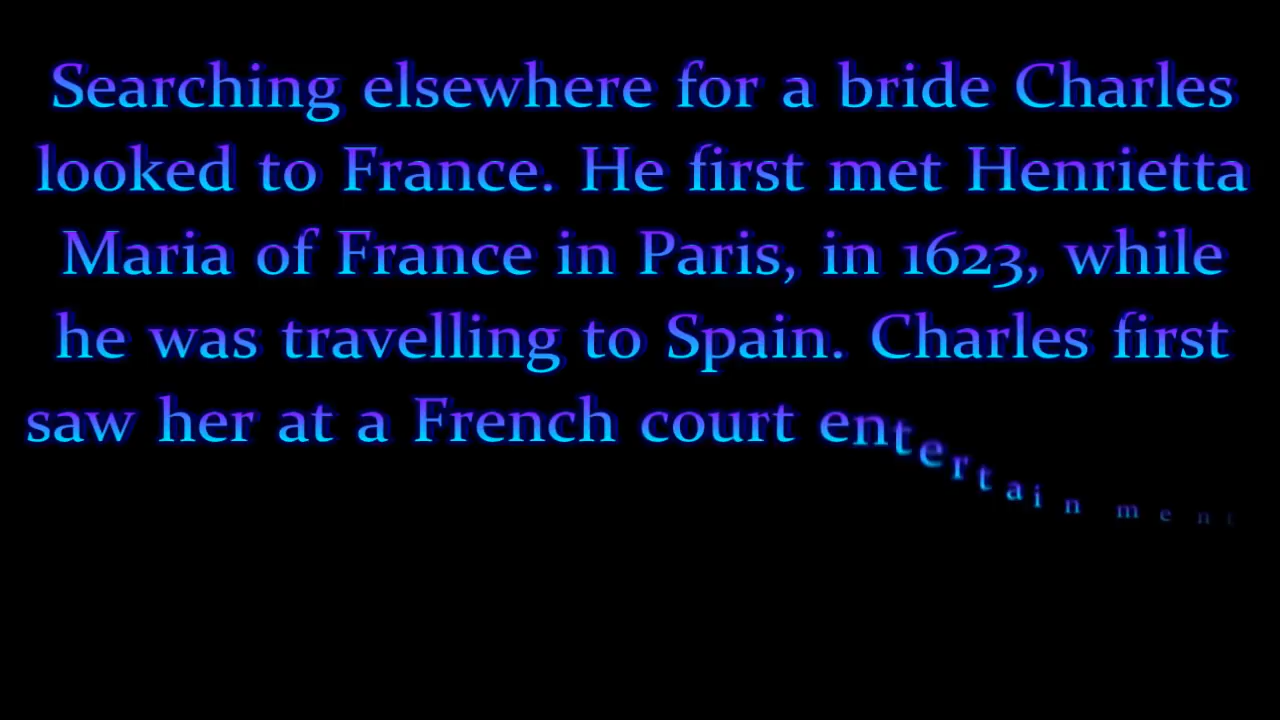 Searching elsewhere for a bride Charles
looked to France. He first met Henrietta
Maria of France in Paris, in 1623, while
he was travelling to Spain. Charles first
saw her at a French court entertainment